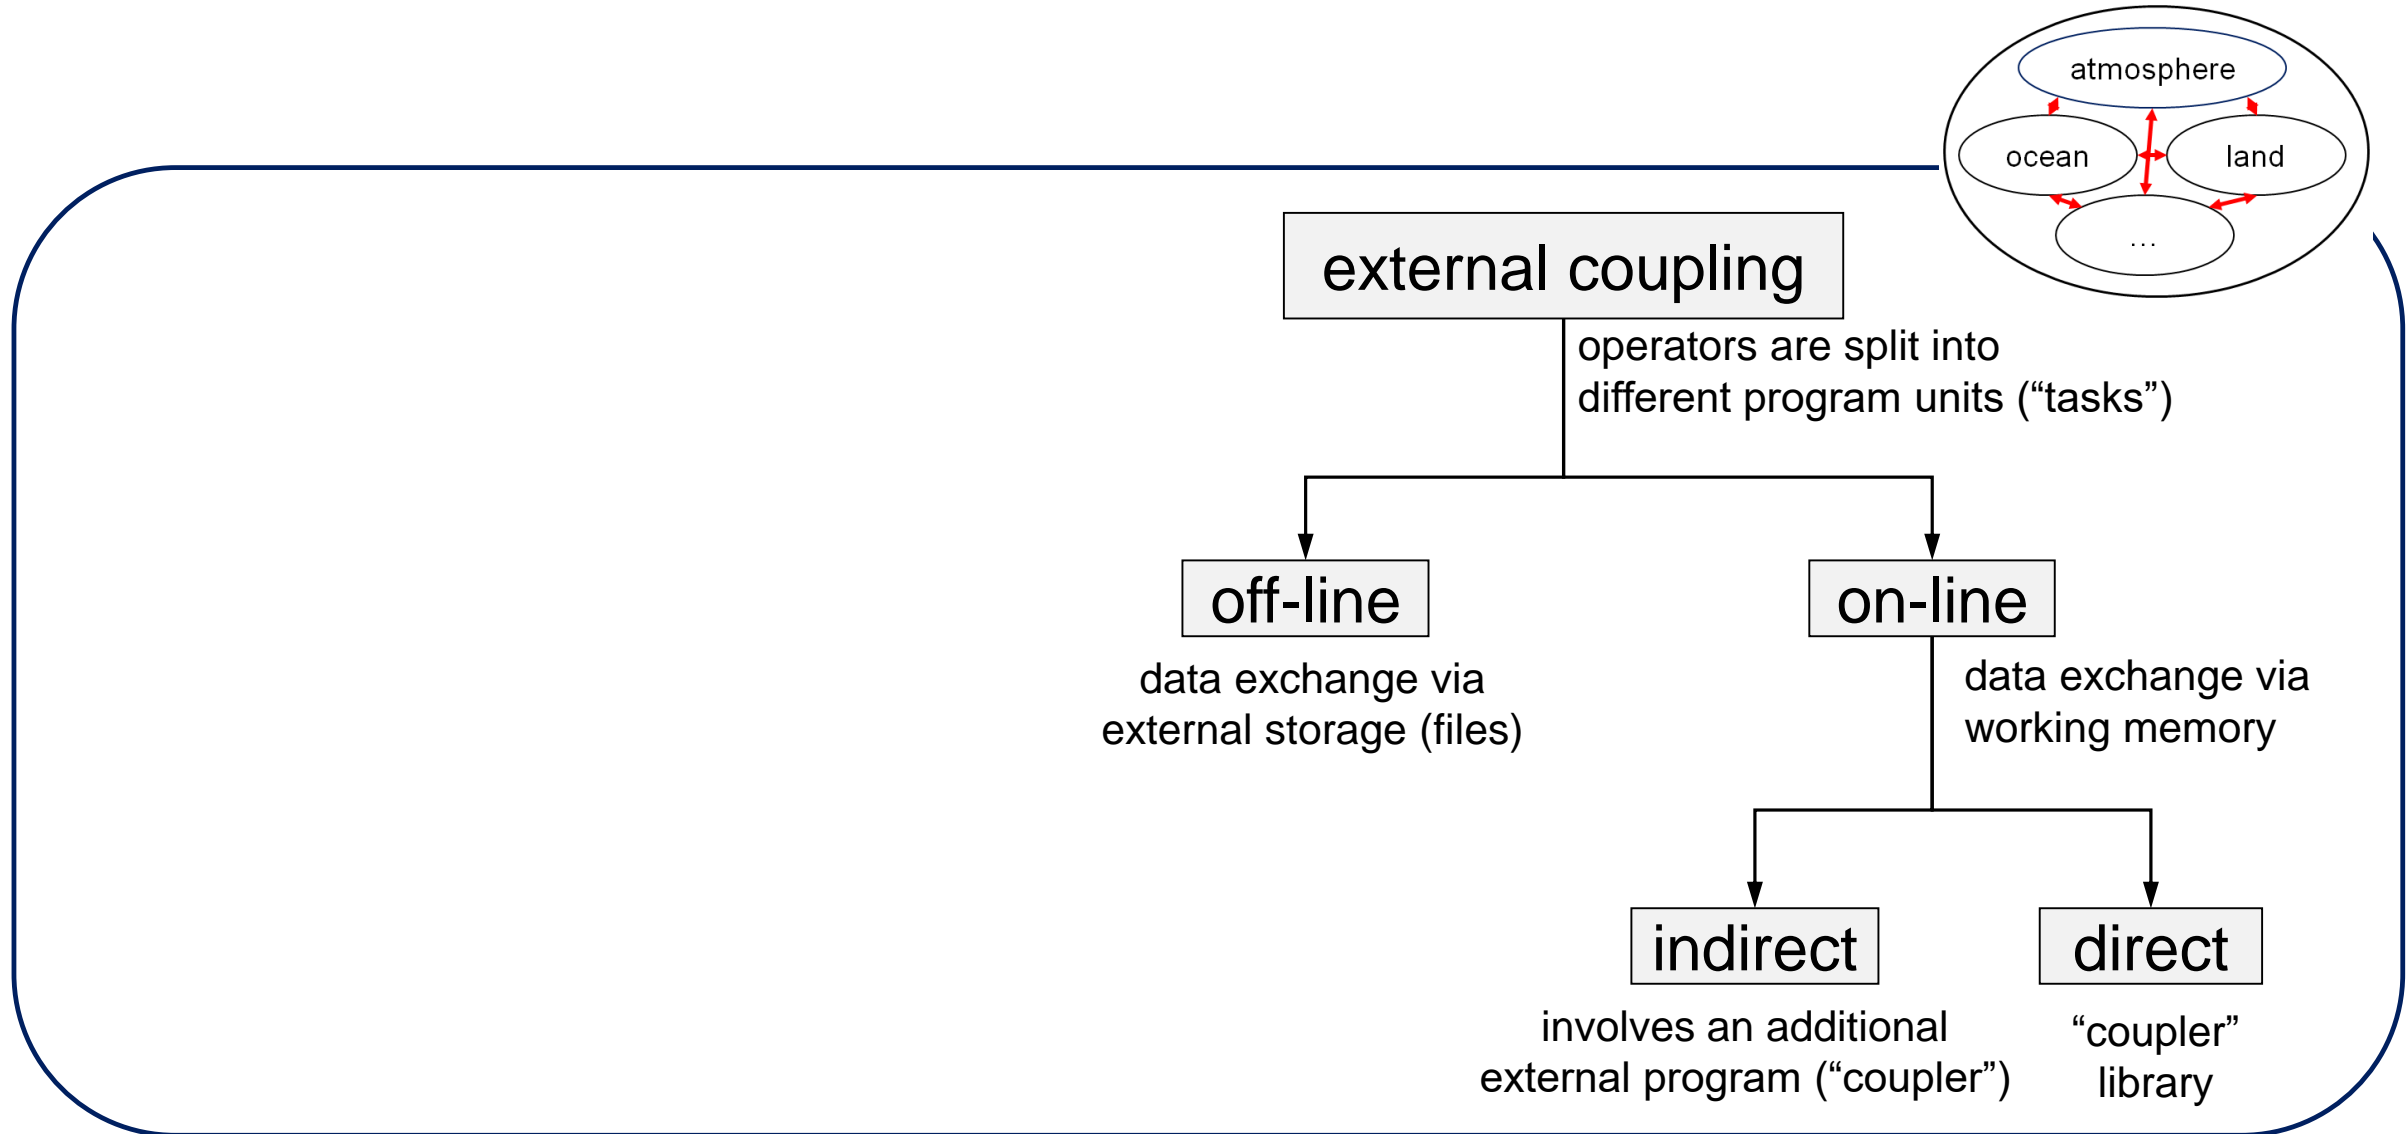 atmosphere
ocean
land
...
external coupling
operators are split into
different program units (“tasks”)
off-line
on-line
data exchange via
external storage (files)
data exchange via
working memory
indirect
direct
involves an additional
external program (“coupler”)
“coupler”
library